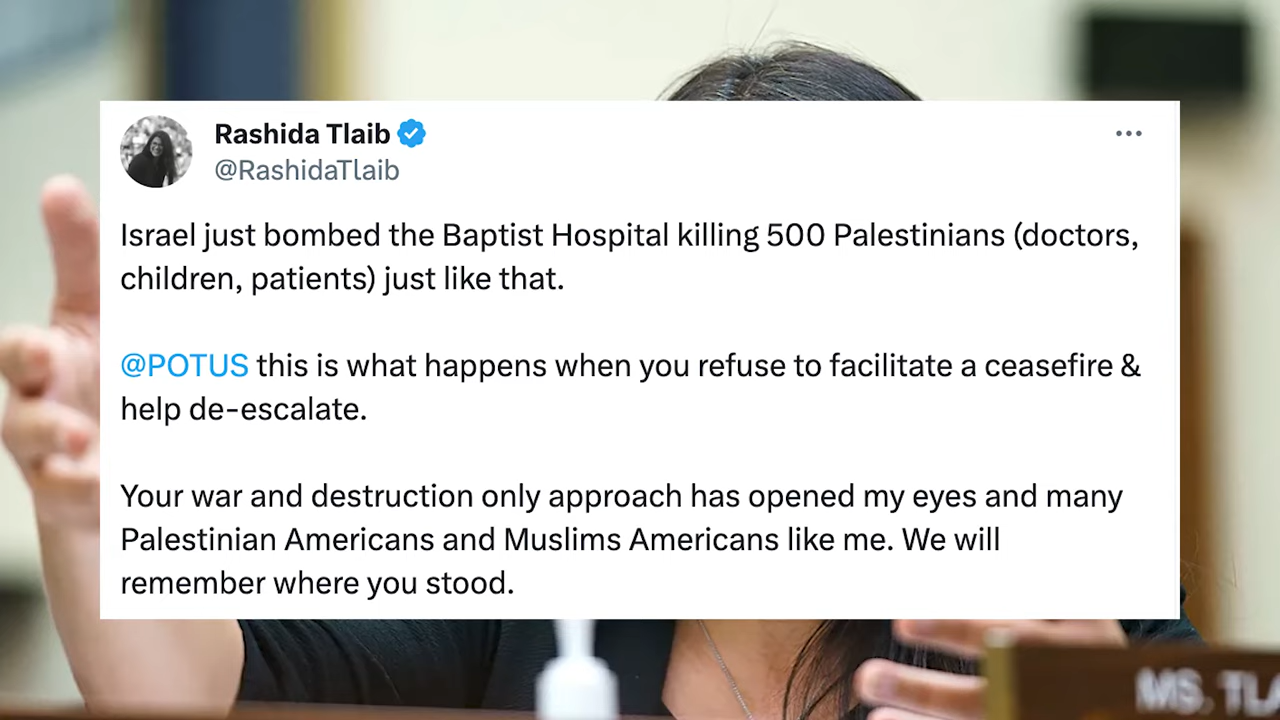 Rashida Tlaib
@RashidaTlaib
Israel just bombed the Baptist Hospital killing 500 Palestinians (doctors,
children, patients) just like that.
@POTUS this is what happens when you refuse to facilitate a ceasefire &
help de-escalate.
Your war and destruction only approach has opened my eyes and many
Palestinian Americans and Muslims Americans like me. We will
remember where you stood.
MS.